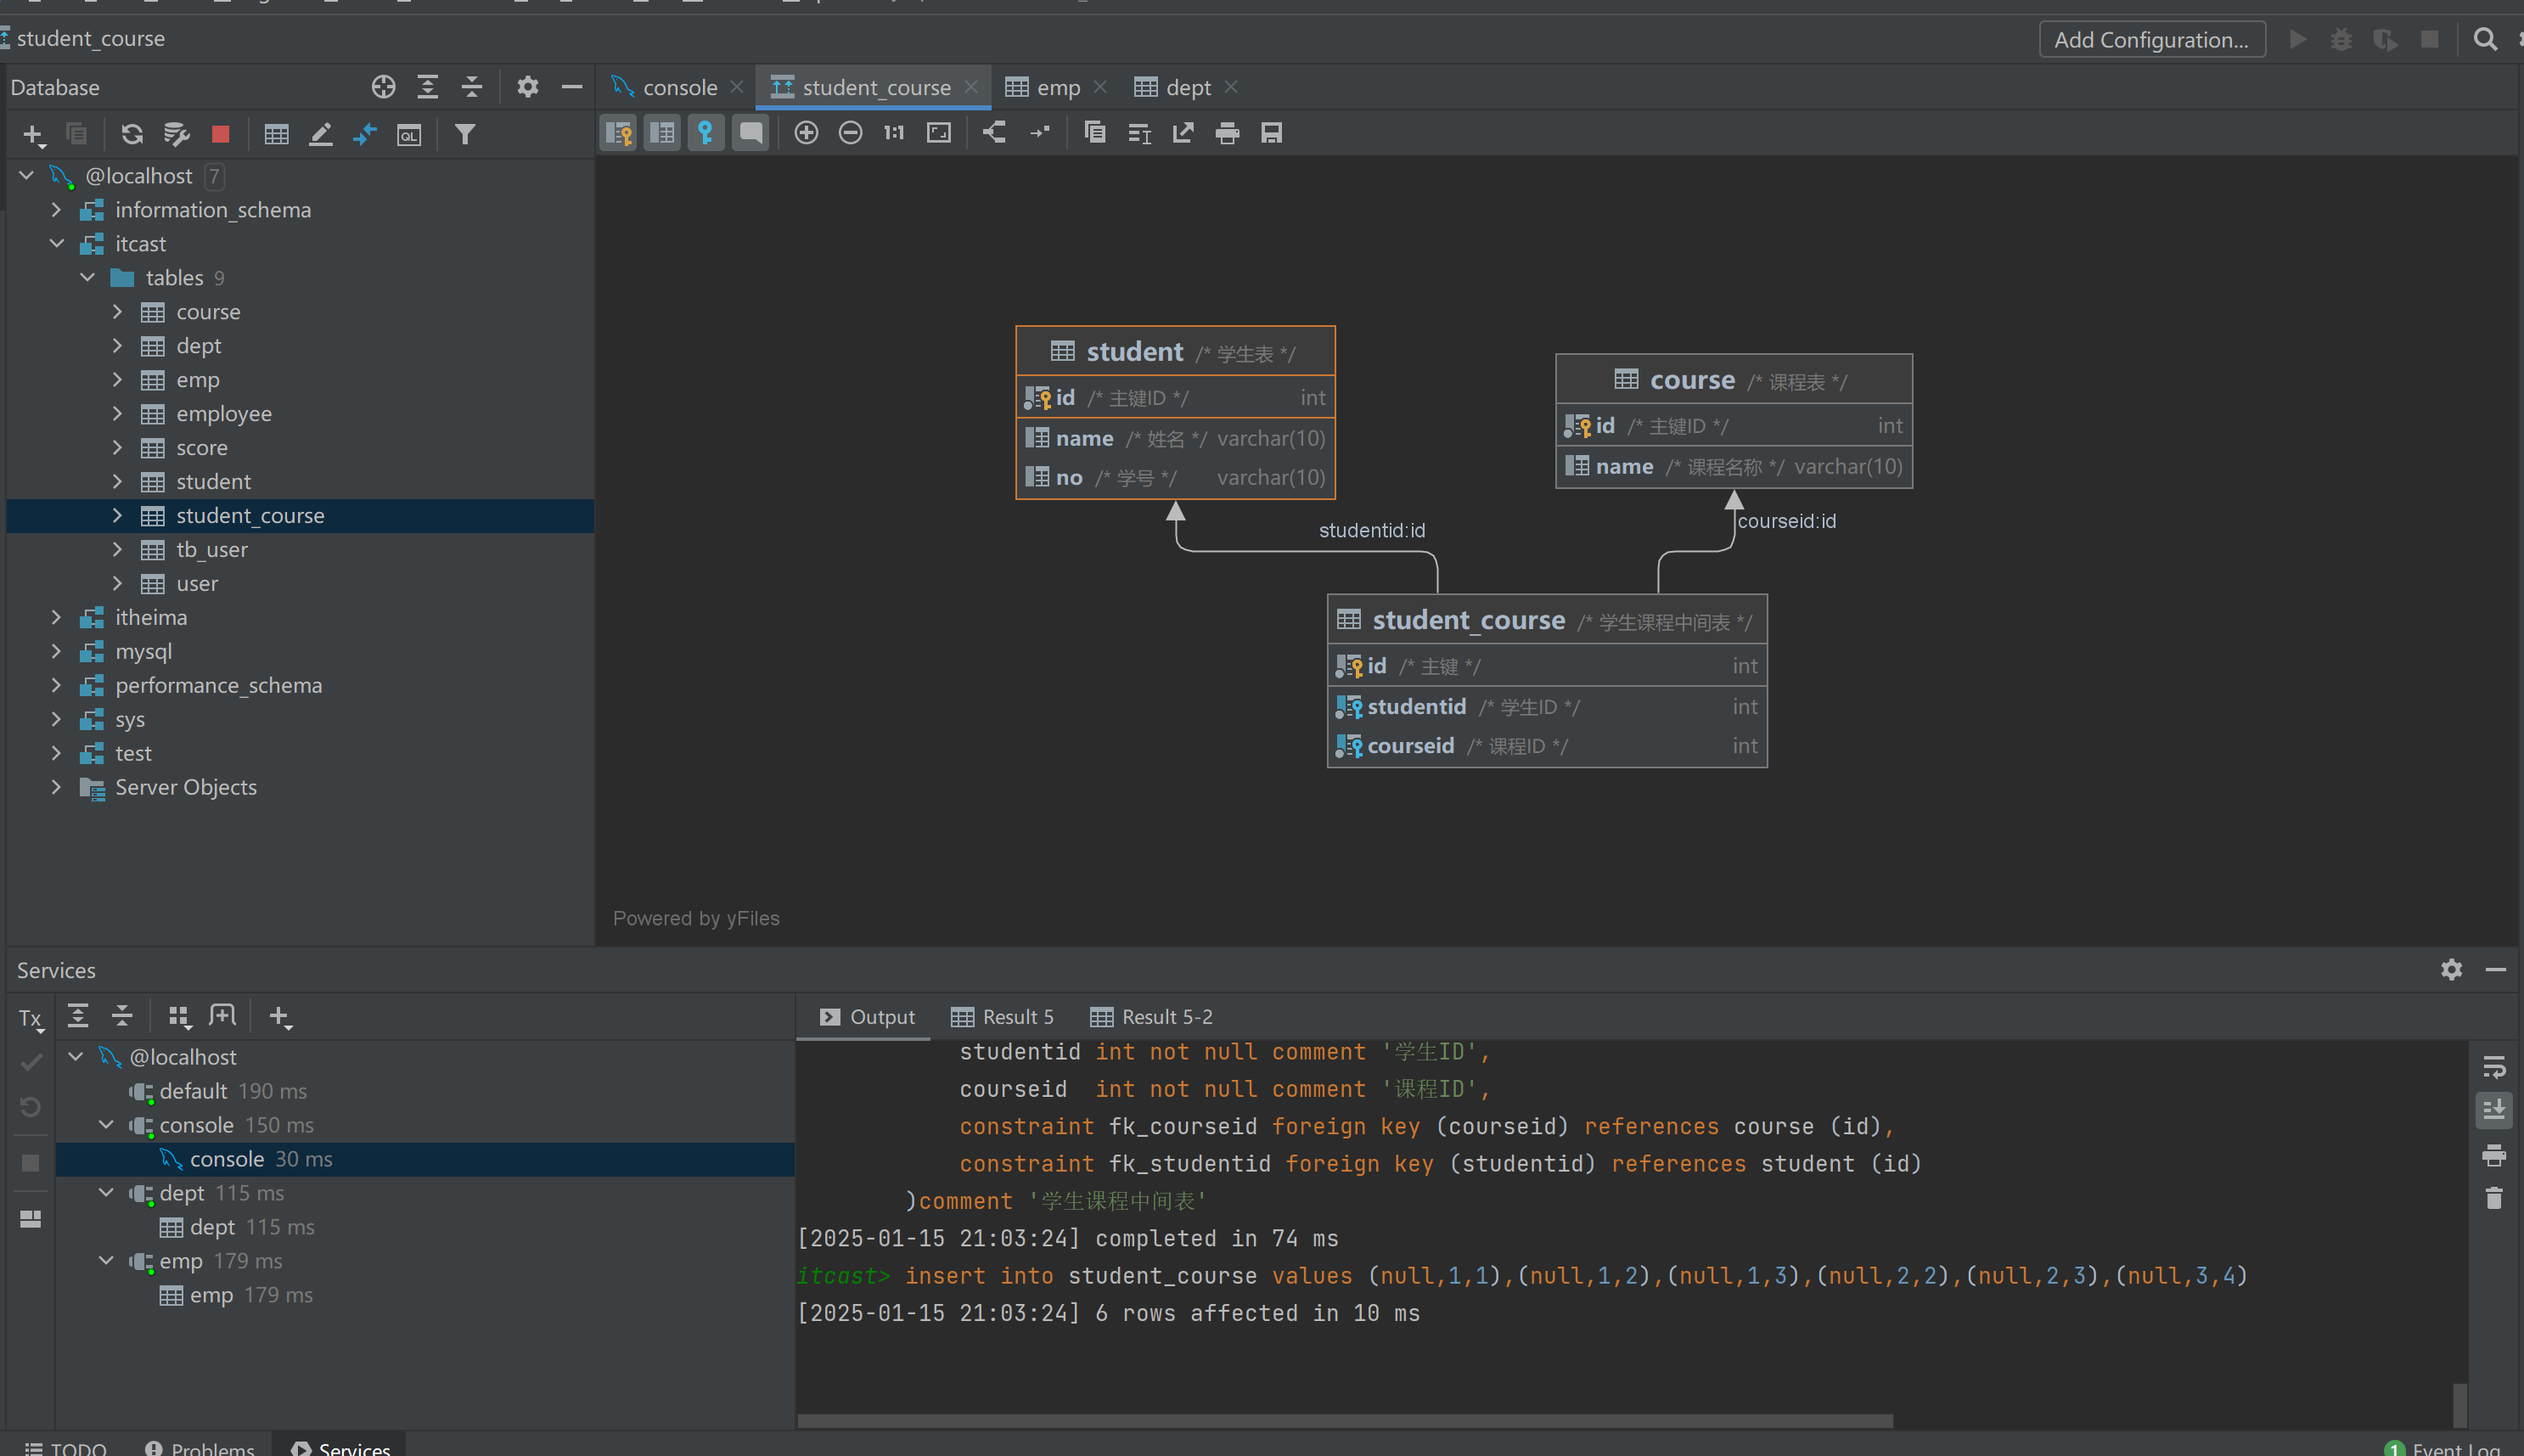 student_course
Add Configuration...
Database
console
student_course
emp
dept
1:1
QL
@localhost 7
information_schema
itcast
tables 9
course
dept
emp
employee
score
student
student_course
tb_user
user
itheima
mysql
performance_schema
sys
test
Server Objects
student /* 学生表 */
id /* 主键ID */ int
name /* 姓名 */ varchar(10)
no /* 学号 */ varchar(10)
course /* 课程表 */
id /* 主键ID */ int
name /* 课程名称 */ varchar(10)
studentid:id
courseid:id
student_course /* 学生课程中间表 */
id /* 主键 */ int
studentid /* 学生ID */ int
courseid /* 课程ID */ int
Powered by yFiles
Services
Tx
@localhost
default 190 ms
console 150 ms
console 30 ms
dept 115 ms
dept 115 ms
emp 179 ms
emp 179 ms
Output
Result 5
Result 5-2
studentid int not null comment '学生ID',
courseid int not null comment '课程ID',
constraint fk_courseid foreign key (courseid) references course (id),
constraint fk_studentid foreign key (studentid) references student (id)
)comment '学生课程中间表'
[2025-01-15 21:03:24] completed in 74 ms
itcast> insert into student_course values (null,1,1),(null,1,2),(null,1,3),(null,2,2),(null,2,3),(null,3,4)
[2025-01-15 21:03:24] 6 rows affected in 10 ms
TODO
Problems
Services
1 Event Log